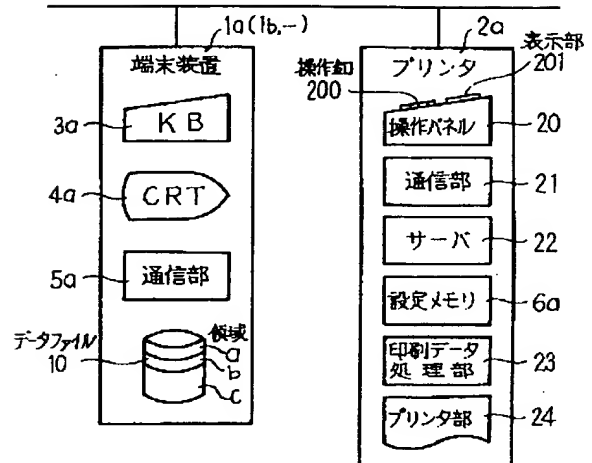 1a(1b,-)
端末装置
3a
KB
4a
CRT
5a
通信部
データファイル
10
領域
a
b
c
2a
プリンタ
表示部
201
操作釦
200
操作パネル
20
通信部
21
サーバ
22
設定メモリ
6a
印刷データ
処理部
23
プリンタ部
24